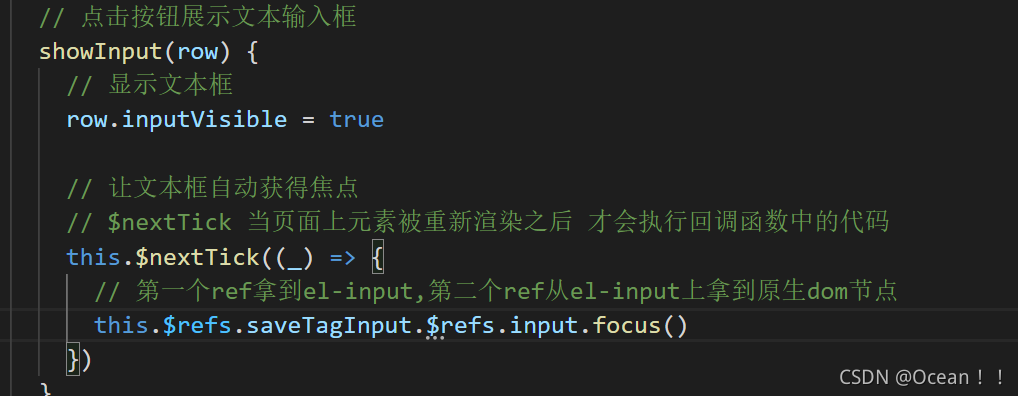 // 点击按钮展示文本输入框
showInput(row) {
// 显示文本框
row.inputVisible = true
// 让文本框自动获得焦点
// $nextTick 当页面上元素被重新渲染之后 才会执行回调函数中的代码
this.$nextTick((_) => {
// 第一个ref拿到el-input,第二个ref从el-input上拿到原生dom节点
this.$refs.saveTagInput.$refs.input.focus()
})
}
CSDN @Ocean！！